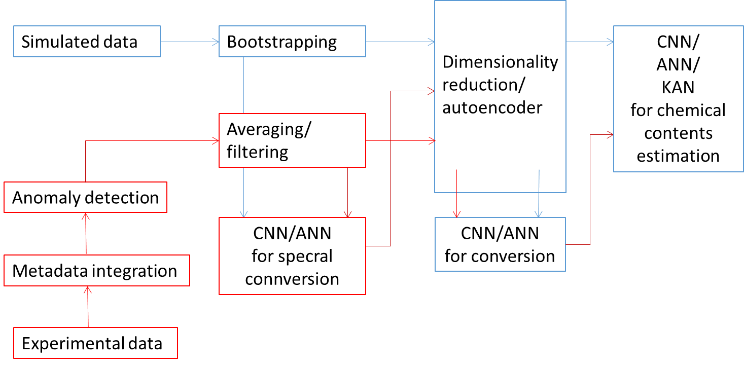 Simulated data
Bootstrapping
Dimensionality
reduction/
autoencoder
CNN/
ANN/
KAN
for chemical
contents
estimation
Averaging/
filtering
Anomaly detection
CNN/ANN
for specral
connversion
CNN/ANN
for conversion
Metadata integration
Experimental data